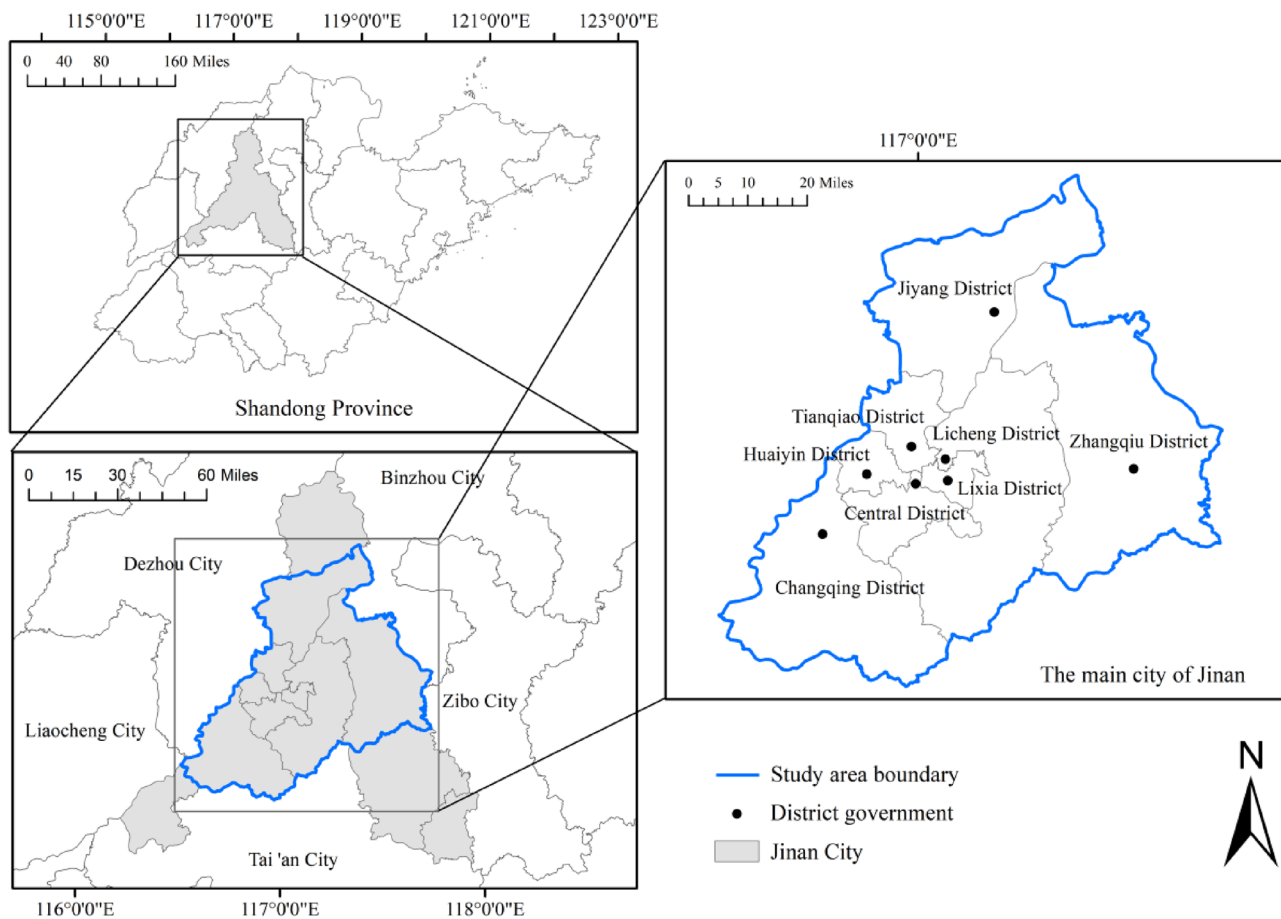 115°0'0"E 117°0'0"E 119°0'0"E 121°0'0"E 123°0'0"E
0 40 80 160 Miles
Shandong Province
0 15 30 60 Miles
Binzhou City
Dezhou City
Zibo City
Liaocheng City
Tai 'an City
116°0'0"E 117°0'0"E 118°0'0"E
117°0'0"E
0 5 10 20 Miles
Jiyang District
Tianqiao District
Licheng District
Zhangqiu District
Huaiyin District
Lixia District
Central District
Changqing District
The main city of Jinan
Study area boundary
District government
Jinan City
N